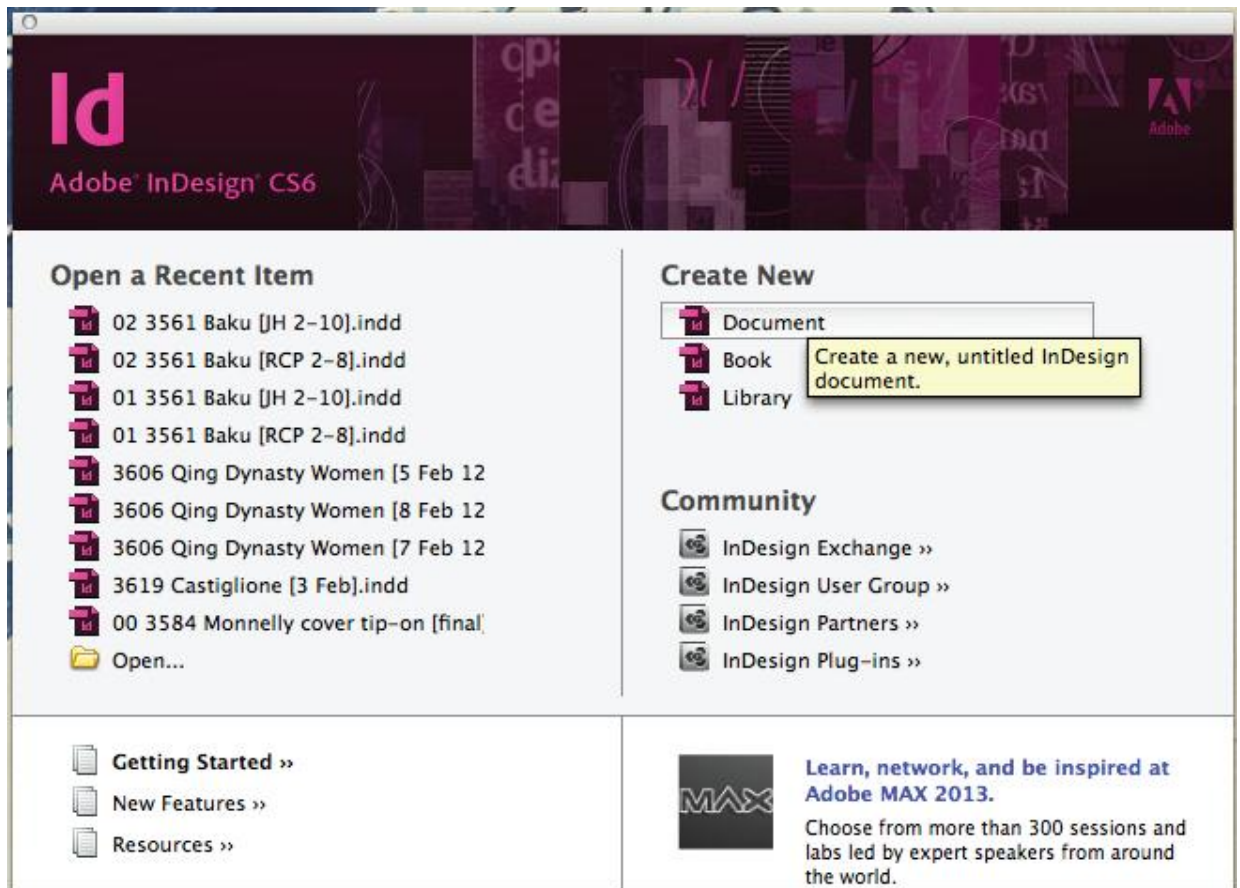 Id
Adobe® InDesign® CS6
Adobe
Open a Recent Item
02 3561 Baku [JH 2-10].indd
02 3561 Baku [RCP 2-8].indd
01 3561 Baku [JH 2-10].indd
01 3561 Baku [RCP 2-8].indd
3606 Qing Dynasty Women [5 Feb 12
3606 Qing Dynasty Women [8 Feb 12
3606 Qing Dynasty Women [7 Feb 12
3619 Castiglione [3 Feb].indd
00 3584 Monnelly cover tip-on [final
Open...
Create New
Document
Book
Library
Create a new, untitled InDesign
document.
Community
InDesign Exchange ››
InDesign User Group ››
InDesign Partners ››
InDesign Plug-ins ››
Getting Started ››
New Features ››
Resources ››
MAX
Learn, network, and be inspired at
Adobe MAX 2013.
Choose from more than 300 sessions and
labs led by expert speakers from around
the world.